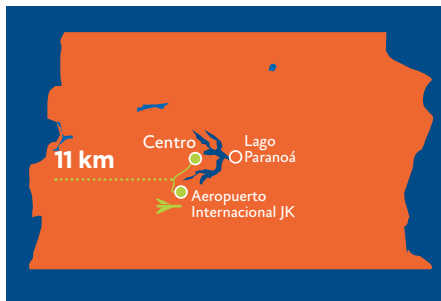 Centro
Lago
Paranoá
11 km
Aeropuerto
Internacional JK